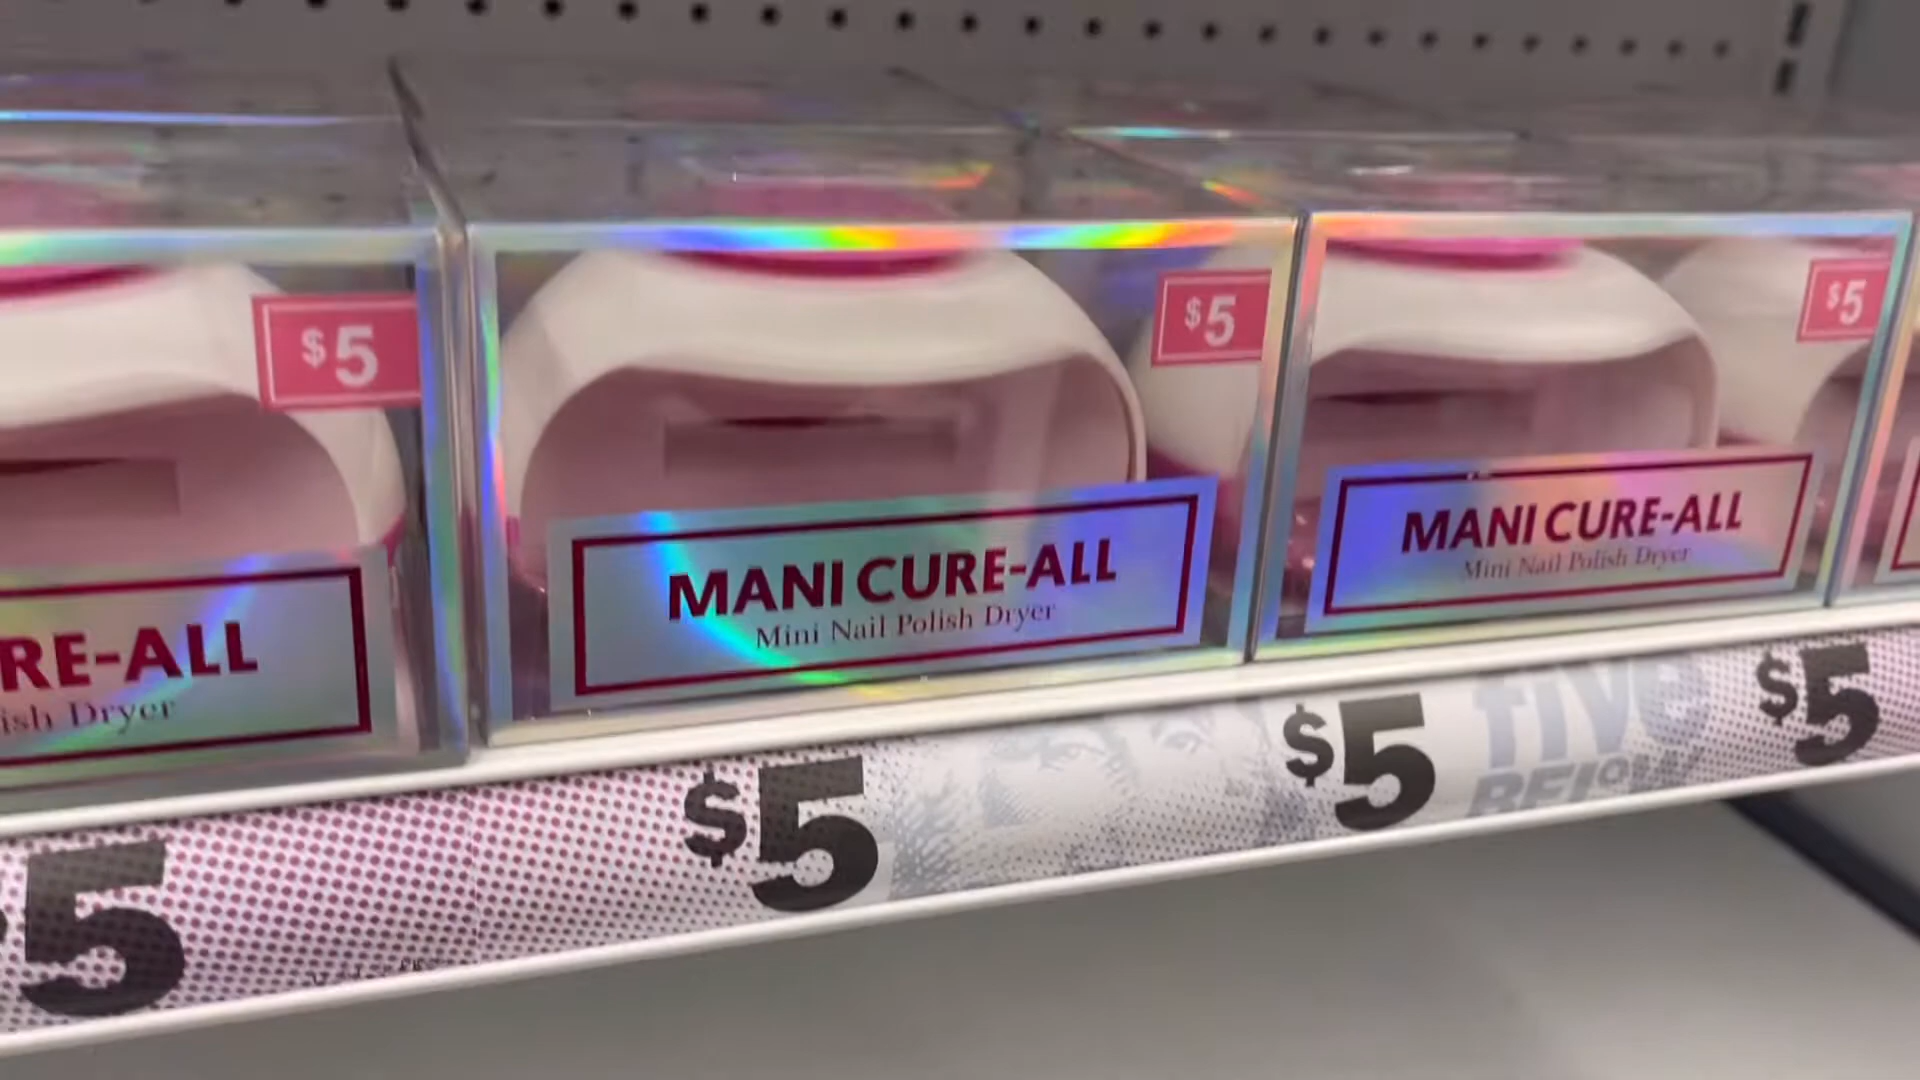 $5
$5
$5
RE-ALL
ish Dryer
MANI CURE-ALL
Mini Nail Polish Dryer
MANI CURE-ALL
Mini Nail Polish Dryer
5
$5
$5
five
BELOW
$5